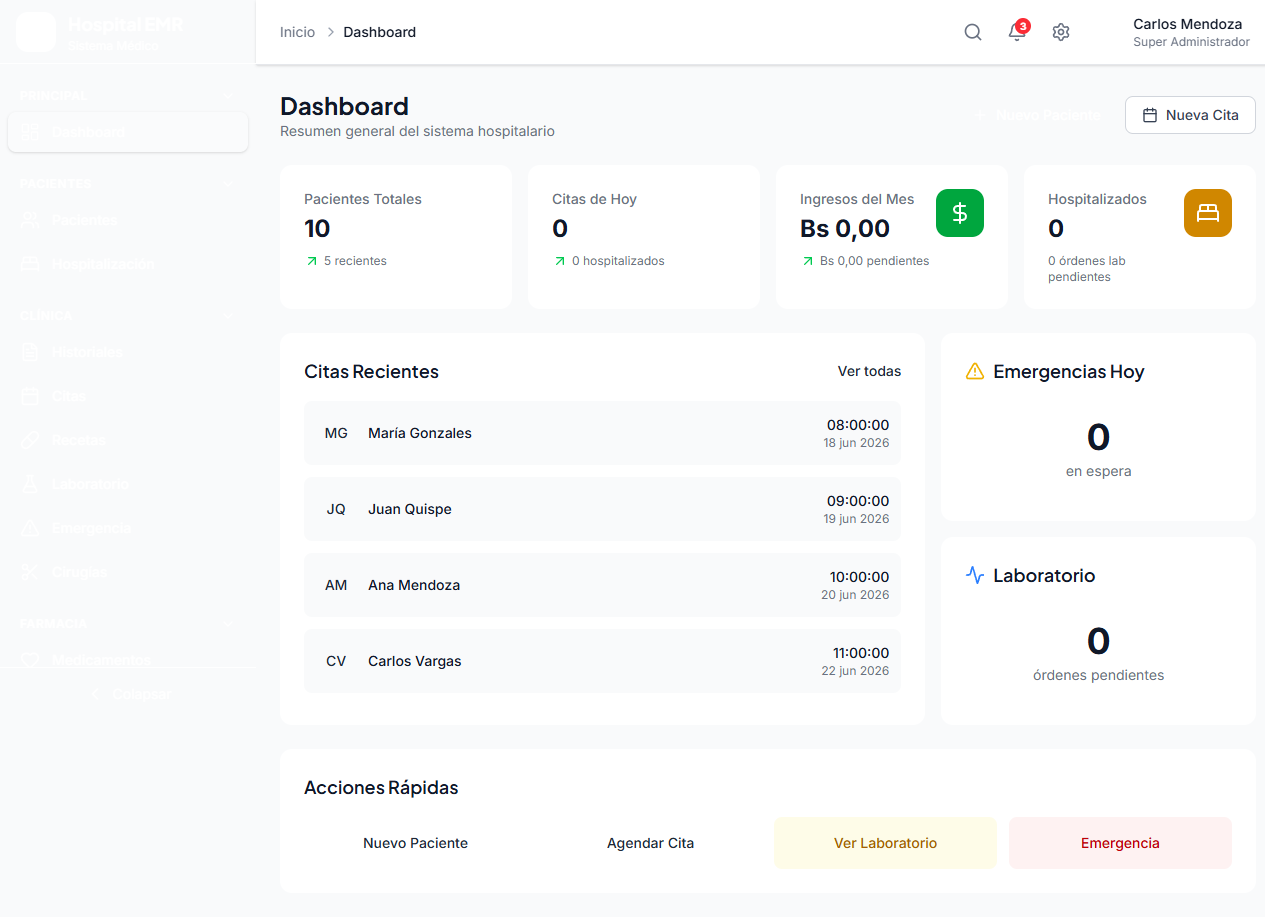 Hospital EMR
Sistema Médico
PRINCIPAL
Dashboard
PACIENTES
Pacientes
Hospitalización
CLÍNICA
Historiales
Citas
Recetas
Laboratorio
Emergencia
Cirugías
FARMACIA
Medicamentos
Colapsar
Inicio > Dashboard
3
Carlos Mendoza
Super Administrador
Dashboard
Resumen general del sistema hospitalario
+ Nuevo Paciente
Nueva Cita
Pacientes Totales
10
5 recientes
Citas de Hoy
0
0 hospitalizados
Ingresos del Mes
Bs 0,00
Bs 0,00 pendientes
$
Hospitalizados
0
0 órdenes lab
pendientes
Citas Recientes
Ver todas
MG María Gonzales 08:00:00
18 jun 2026
JQ Juan Quispe 09:00:00
19 jun 2026
AM Ana Mendoza 10:00:00
20 jun 2026
CV Carlos Vargas 11:00:00
22 jun 2026
Emergencias Hoy
0
en espera
Laboratorio
0
órdenes pendientes
Acciones Rápidas
Nuevo Paciente
Agendar Cita
Ver Laboratorio
Emergencia